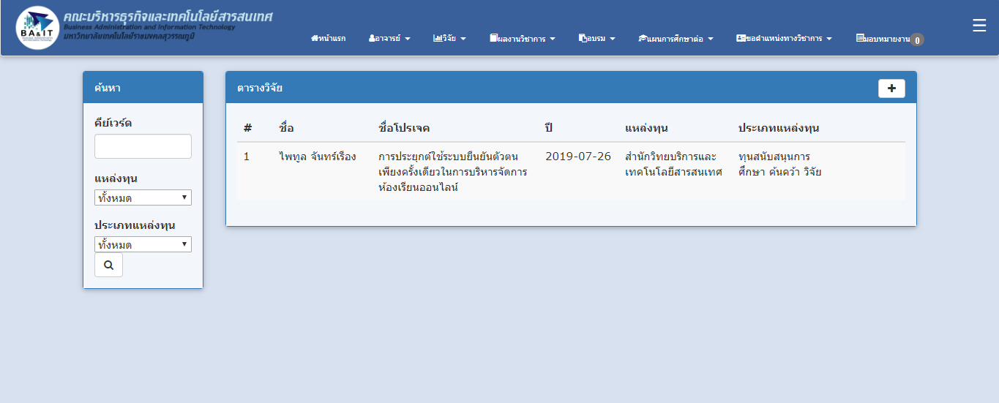 คณะบริหารธุรกิจและเทคโนโลยีสารสนเทศ
Business Administration and Information Technology
มหาวิทยาลัยเทคโนโลยีราชมงคลสุวรรณภูมิ
BA&IT
หน้าแรก อาจารย์ วิจัย ผลงานวิชาการ อบรม แผนการศึกษาต่อ ขอตำแหน่งทางวิชาการ มอบหมายงาน 0
ค้นหา
คีย์เวร์ด
แหล่งทุน
ทั้งหมด
ประเภทแหล่งทุน
ทั้งหมด
ตารางวิจัย
# ชื่อ ชื่อโปรเจค ปี แหล่งทุน ประเภทแหล่งทุน
1 ไพฑูล จันทร์เรือง การประยุกต์ใช้ระบบยืนยันตัวตน 2019-07-26 สำนักวิทยบริการและ ทุนสนับสนุนการ
เพียงครั้งเดียวในการบริหารจัดการ เทคโนโลยีสารสนเทศ ศึกษา ค้นคว้า วิจัย
ห้องเรียนออนไลน์